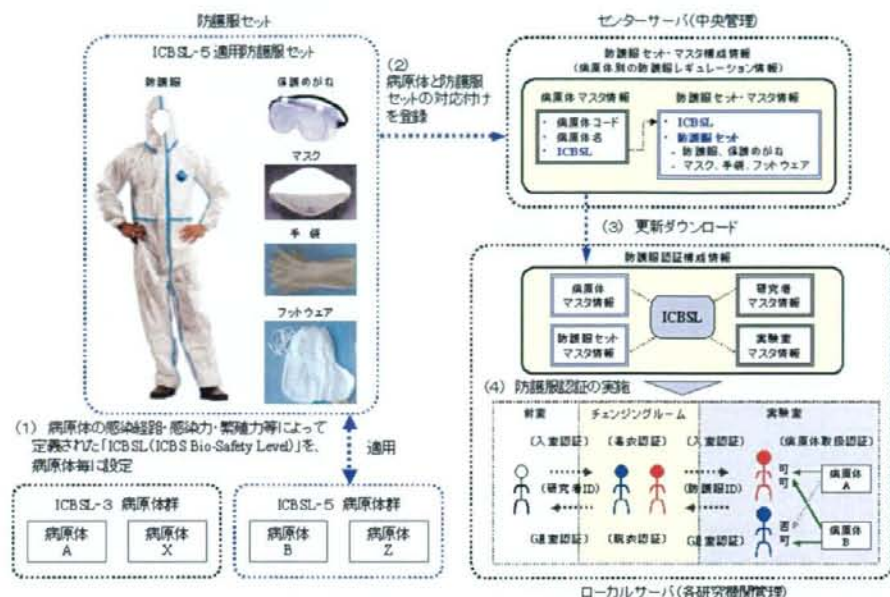 防護服セット
ICBSL-5 適用防護服セット
防護服
保護めがね
マスク
手袋
フットウェア
(1) 病原体の感染経路・感染力・繁殖力等によって
定義された「ICBSL(ICBS Bio-Safety Level)」を、
病原体毎に設定
適用
ICBSL-3 病原体群
病原体
A
病原体
X
ICBSL-5 病原体群
病原体
B
病原体
Z
(2)
病原体と防護服
セットの対応付け
を登録
センターサーバ(中央管理)
防護服セット・マスタ構成情報
(病原体別の防護服レギュレーション情報)
病原体マスタ情報
・ 病原体コード
・ 病原体名
・ ICBSL
防護服セット・マスタ情報
・ ICBSL
・ 防護服セット
- 防護服、保護めがね
- マスク、手袋、フットウェア
(3) 更新ダウンロード
防護服認証構成情報
病原体
マスタ情報
研究者
マスタ情報
ICBSL
防護服セット
マスタ情報
実験室
マスタ情報
(4) 防護服認証の実施
前室
チェンジングルーム
実験室
(入室認証)
(着衣認証)
(入室認証)
(病原体取扱認証)
(研究者ID)
(防護服ID)
可
可
否
可
病原体
A
病原体
B
(退室認証)
(脱衣認証)
(退室認証)
ローカルサーバ(各研究機関管理)